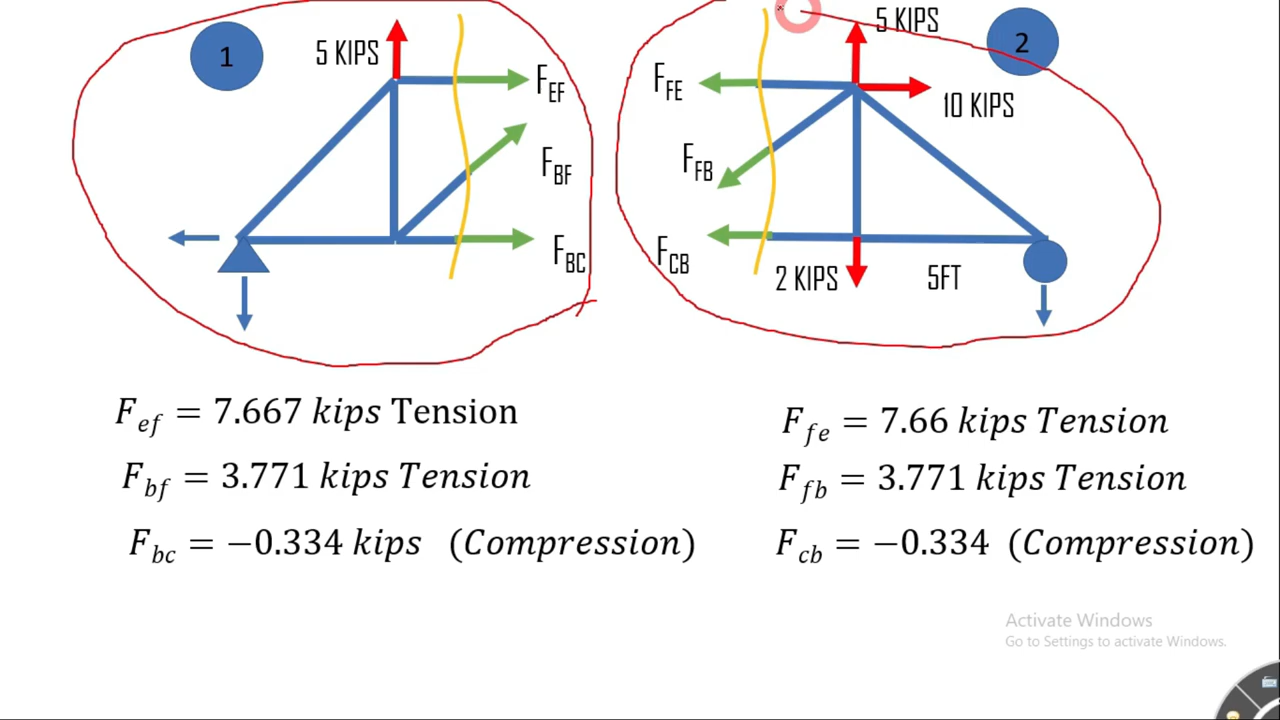 1
5 KIPS
F_EF
F_BF
F_BC
5 KIPS
2
F_FE
10 KIPS
F_FB
F_CB
2 KIPS
5FT
F_ef = 7.667 kips Tension
F_bf = 3.771 kips Tension
F_bc = −0.334 kips (Compression)
F_fe = 7.66 kips Tension
F_fb = 3.771 kips Tension
F_cb = −0.334 (Compression)
Activate Windows
Go to Settings to activate Windows.